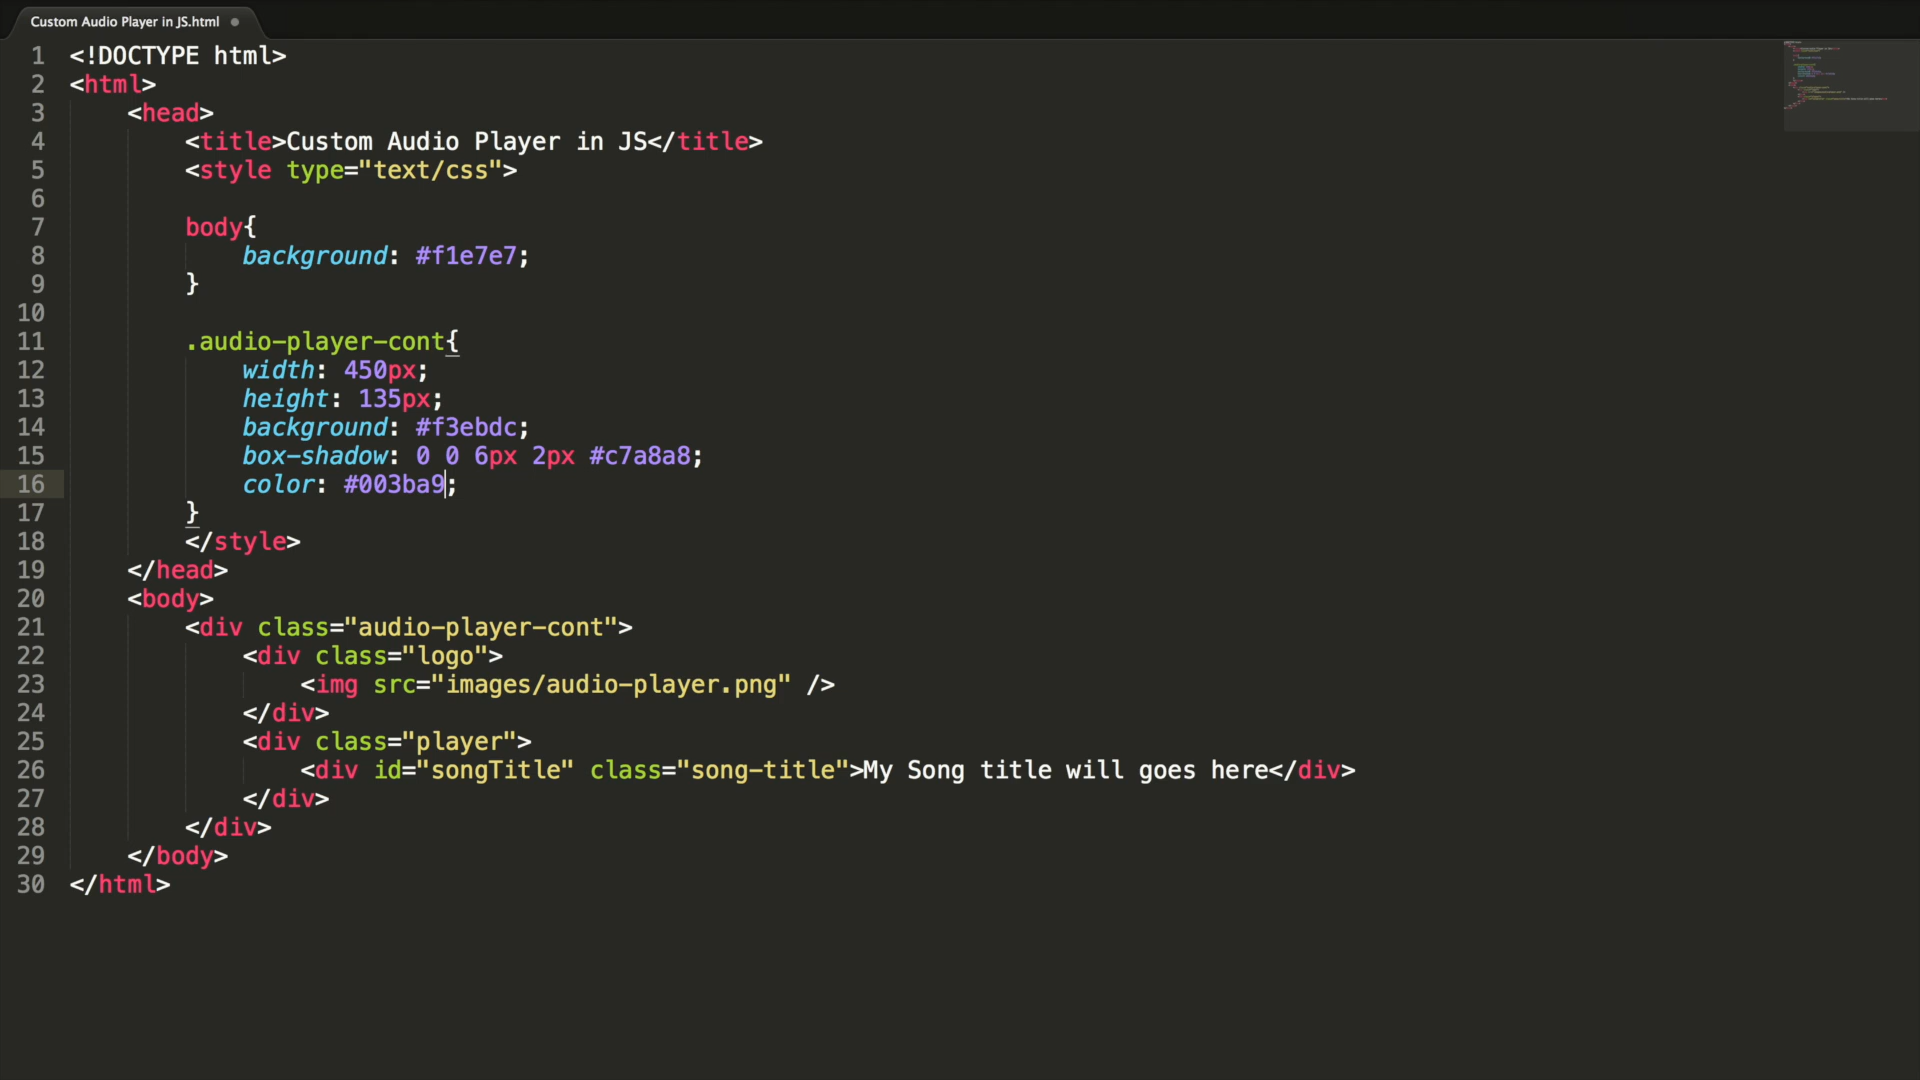 Custom Audio Player in JS.html
1 <!DOCTYPE html>
2 <html>
3 <head>
4 <title>Custom Audio Player in JS</title>
5 <style type="text/css">
6
7 body{
8 background: #f1e7e7;
9 }
10
11 .audio-player-cont{
12 width: 450px;
13 height: 135px;
14 background: #f3ebdc;
15 box-shadow: 0 0 6px 2px #c7a8a8;
16 color: #003ba9;
17 }
18 </style>
19 </head>
20 <body>
21 <div class="audio-player-cont">
22 <div class="logo">
23 <img src="images/audio-player.png" />
24 </div>
25 <div class="player">
26 <div id="songTitle" class="song-title">My Song title will goes here</div>
27 </div>
28 </div>
29 </body>
30 </html>